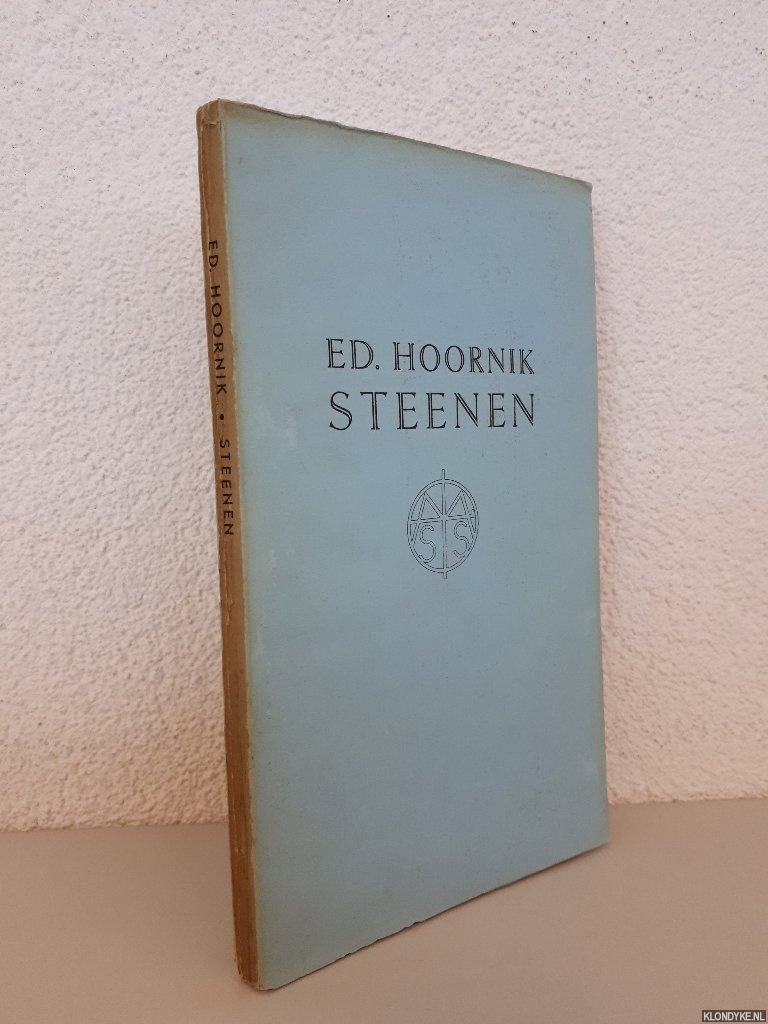 ED. HOORNIK • STEENEN
ED. HOORNIK
STEENEN
KLONDYKE.NL